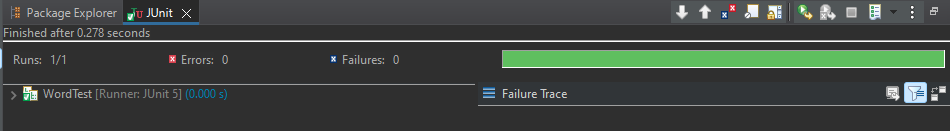 Package Explorer JUnit
Finished after 0.278 seconds
Runs: 1/1 Errors: 0 Failures: 0
WordTest [Runner: JUnit 5] (0.000 s) Failure Trace